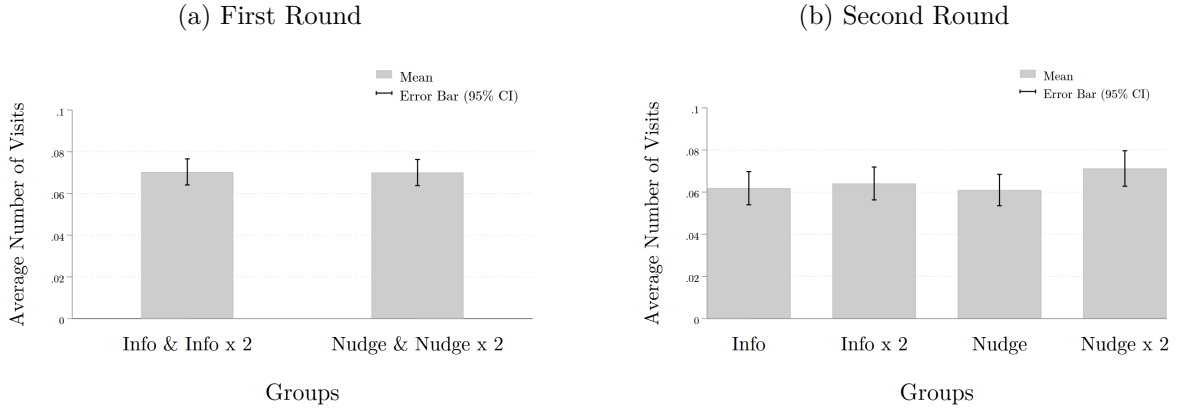 (a) First Round
Mean
Error Bar (95% CI)
Average Number of Visits
.1
.08
.06
.04
.02
0
Info & Info x 2
Nudge & Nudge x 2
Groups
(b) Second Round
Mean
Error Bar (95% CI)
Average Number of Visits
.1
.08
.06
.04
.02
0
Info
Info x 2
Nudge
Nudge x 2
Groups